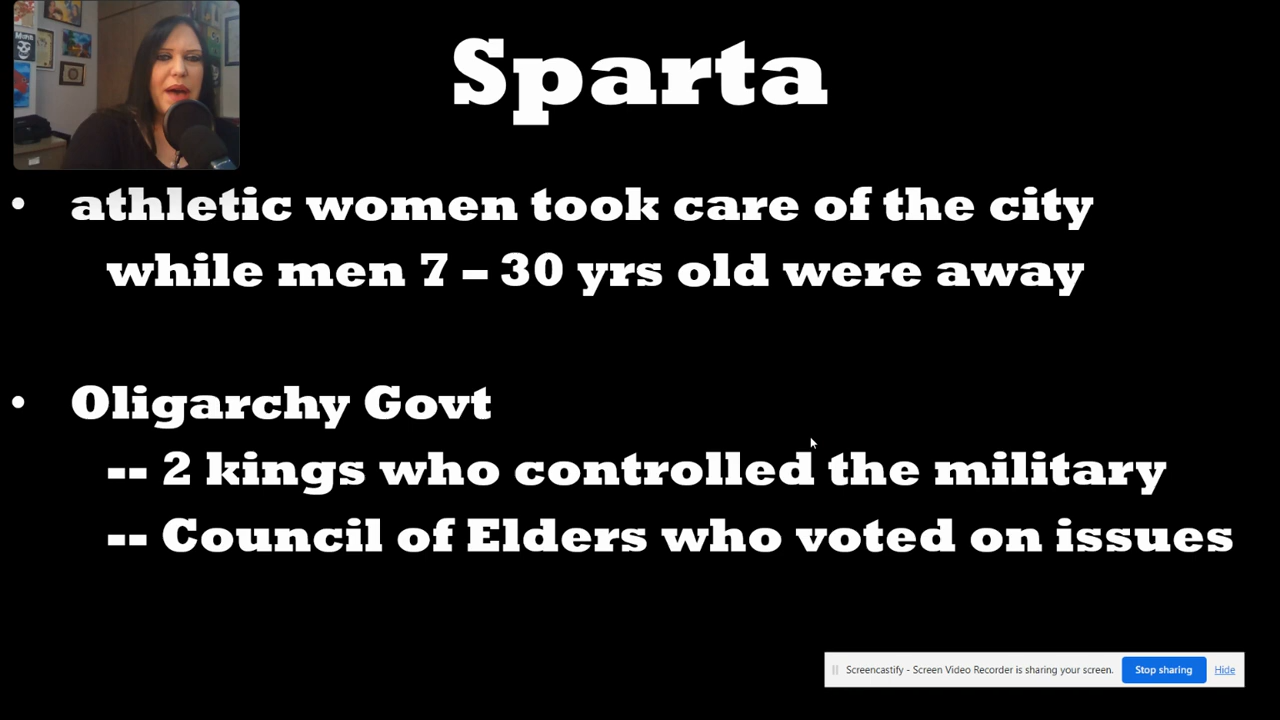 Sparta
• athletic women took care of the city
while men 7 – 30 yrs old were away
• Oligarchy Govt
-- 2 kings who controlled the military
-- Council of Elders who voted on issues
Screencastify - Screen Video Recorder is sharing your screen. Stop sharing Hide